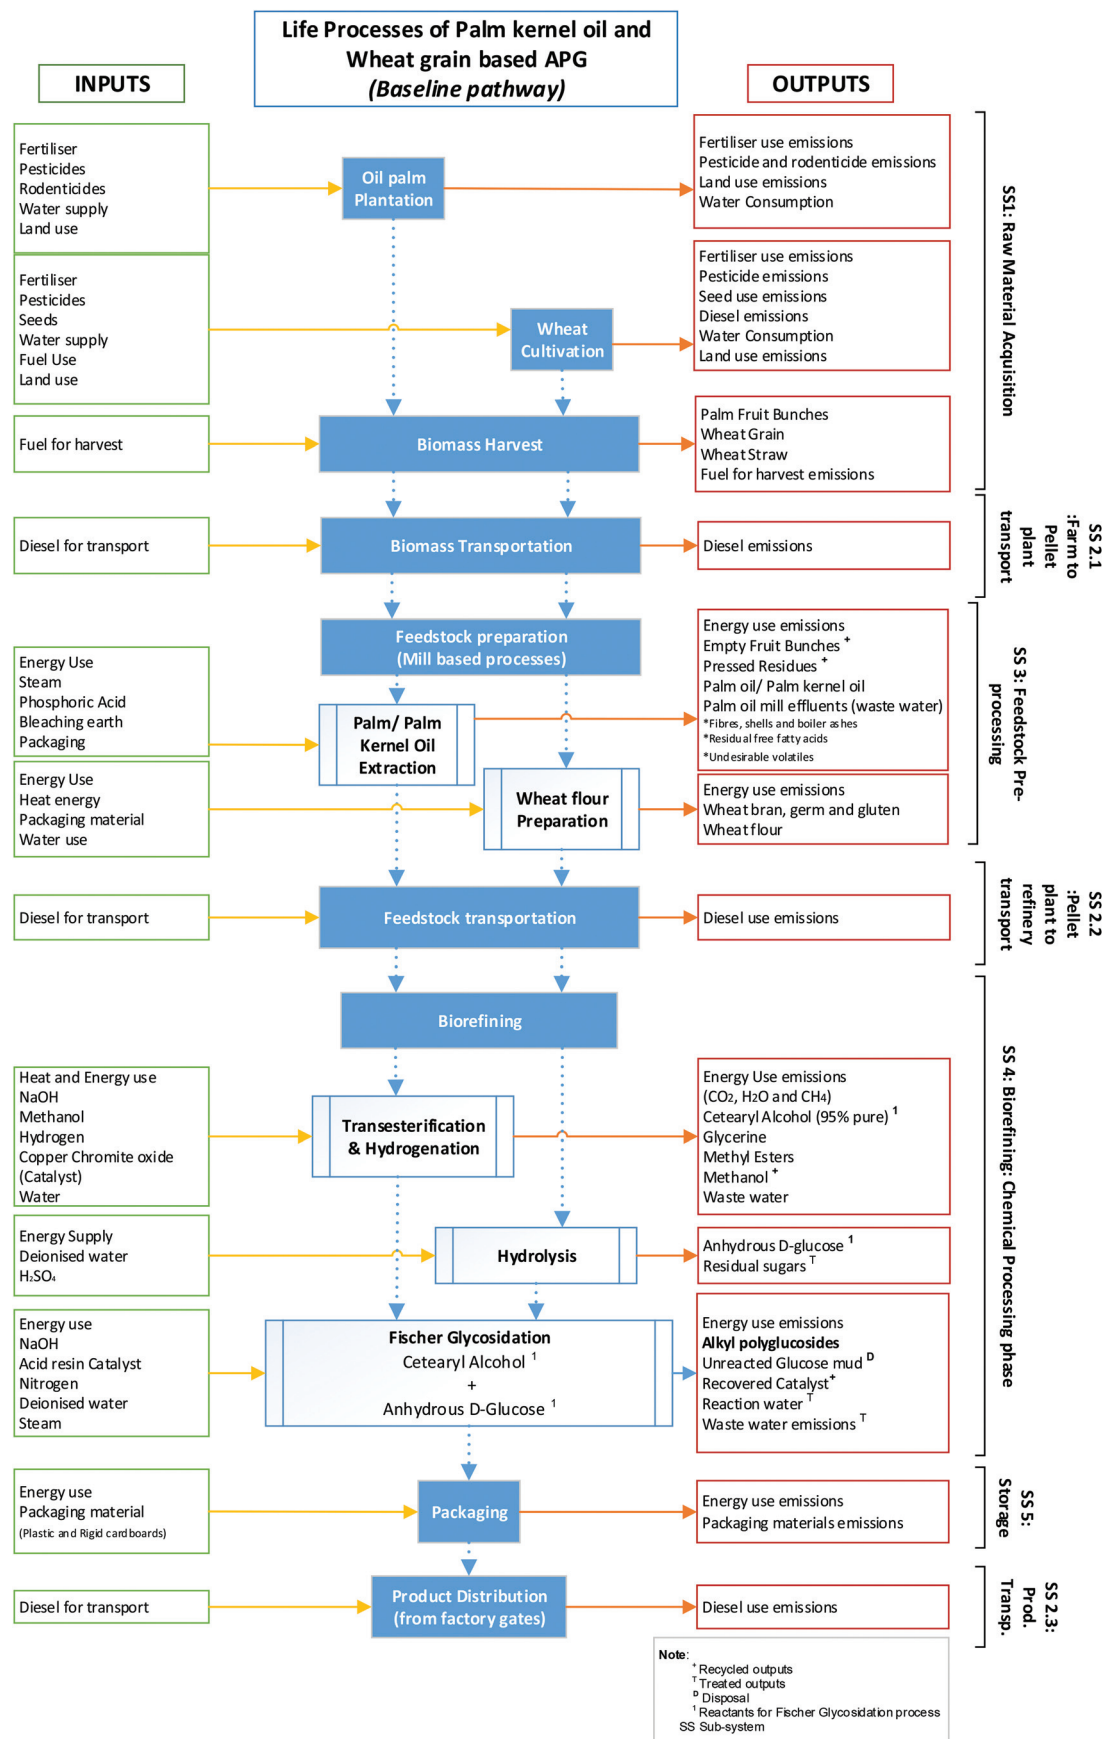 Life Processes of Palm kernel oil and
Wheat grain based APG
(Baseline pathway)
INPUTS
OUTPUTS
Fertiliser
Pesticides
Rodenticides
Water supply
Land use
Oil palm
Plantation
Fertiliser use emissions
Pesticide and rodenticide emissions
Land use emissions
Water Consumption
SS1: Raw Material Acquisition
Fertiliser
Pesticides
Seeds
Water supply
Fuel Use
Land use
Wheat
Cultivation
Fertiliser use emissions
Pesticide emissions
Seed use emissions
Diesel emissions
Water Consumption
Land use emissions
Fuel for harvest
Biomass Harvest
Palm Fruit Bunches
Wheat Grain
Wheat Straw
Fuel for harvest emissions
Diesel for transport
Biomass Transportation
Diesel emissions
SS 2.1
:Farm to
Pellet
plant
transport
Feedstock preparation
(Mill based processes)
Energy Use
Steam
Phosphoric Acid
Bleaching earth
Packaging
Palm/ Palm
Kernel Oil
Extraction
Energy use emissions
Empty Fruit Bunches +
Pressed Residues +
Palm oil/ Palm kernel oil
Palm oil mill effluents (waste water)
*Fibres, shells and boiler ashes
*Residual free fatty acids
*Undesirable volatiles
SS 3: Feedstock Pre-
processing
Energy Use
Heat energy
Packaging material
Water use
Wheat flour
Preparation
Energy use emissions
Wheat bran, germ and gluten
Wheat flour
Diesel for transport
Feedstock transportation
Diesel use emissions
SS 2.2
:Pellet
plant to
refinery
transport
Biorefining
Heat and Energy use
NaOH
Methanol
Hydrogen
Copper Chromite oxide
(Catalyst)
Water
Transesterification
& Hydrogenation
Energy Use emissions
(CO₂, H₂O and CH₄)
Cetearyl Alcohol (95% pure) ¹
Glycerine
Methyl Esters
Methanol +
Waste water
SS 4: Biorefining: Chemical Processing phase
Energy Supply
Deionised water
H₂SO₄
Hydrolysis
Anhydrous D-glucose ¹
Residual sugars T
Energy use
NaOH
Acid resin Catalyst
Nitrogen
Deionised water
Steam
Fischer Glycosidation
Cetearyl Alcohol ¹
+
Anhydrous D-Glucose ¹
Energy use emissions
Alkyl polyglucosides
Unreacted Glucose mud D
Recovered Catalyst+
Reaction water T
Waste water emissions T
Energy use
Packaging material
(Plastic and Rigid cardboards)
Packaging
Energy use emissions
Packaging materials emissions
SS 5:
Storage
Diesel for transport
Product Distribution
(from factory gates)
Diesel use emissions
SS 2.3:
Prod.
Transp.
Note:
+ Recycled outputs
T Treated outputs
D Disposal
¹ Reactants for Fischer Glycosidation process
SS Sub-system